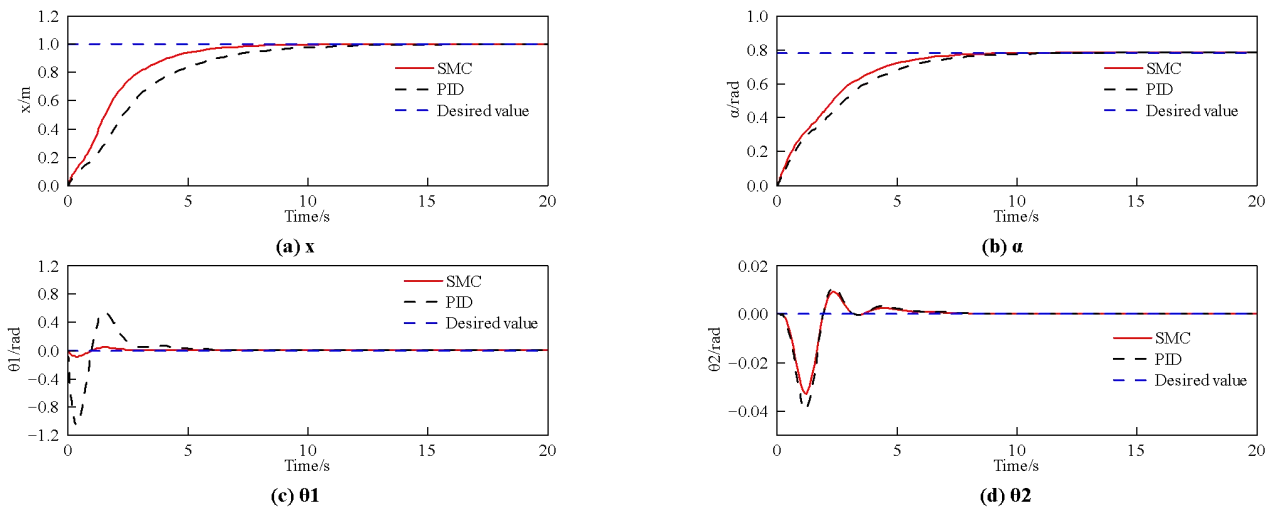 1.2
1.0
0.8
0.6
0.4
0.2
0.0
x/m
SMC
PID
Desired value
0 5 10 15 20
Time/s
(a) x
1.0
0.8
0.6
0.4
0.2
0.0
α/rad
SMC
PID
Desired value
0 5 10 15 20
Time/s
(b) α
1.2
0.8
0.4
0.0
−0.4
−0.8
−1.2
θ1/rad
SMC
PID
Desired value
0 5 10 15 20
Time/s
(c) θ1
0.02
0.00
−0.02
−0.04
θ2/rad
SMC
PID
Desired value
0 5 10 15 20
Time/s
(d) θ2